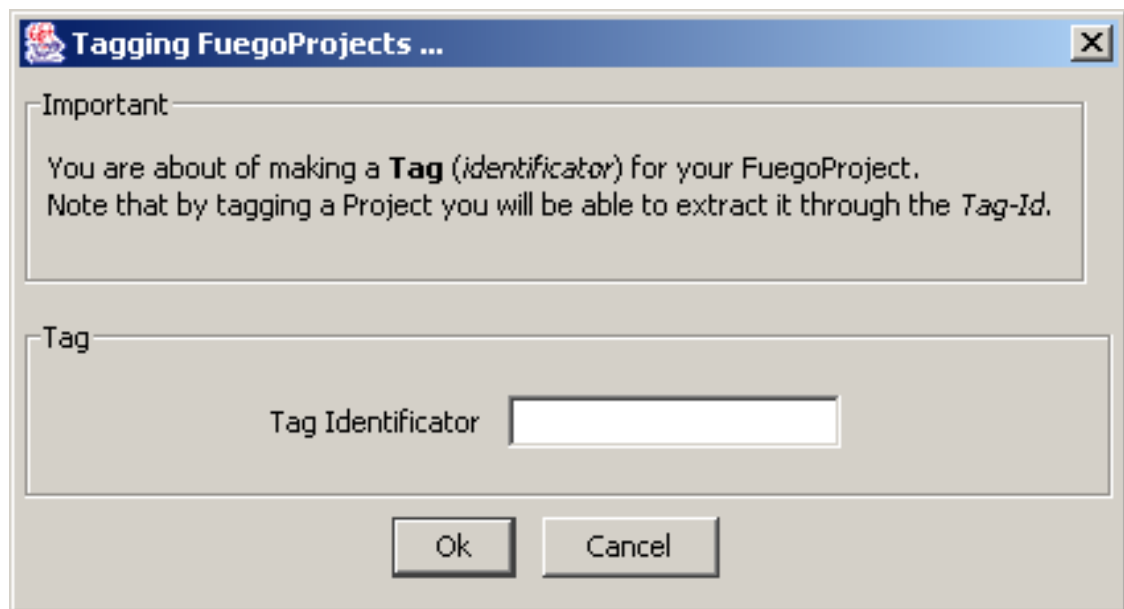 Tagging FuegoProjects ...
Important
You are about of making a Tag (identificator) for your FuegoProject.
Note that by tagging a Project you will be able to extract it through the Tag-Id.
Tag
Tag Identificator
Ok Cancel